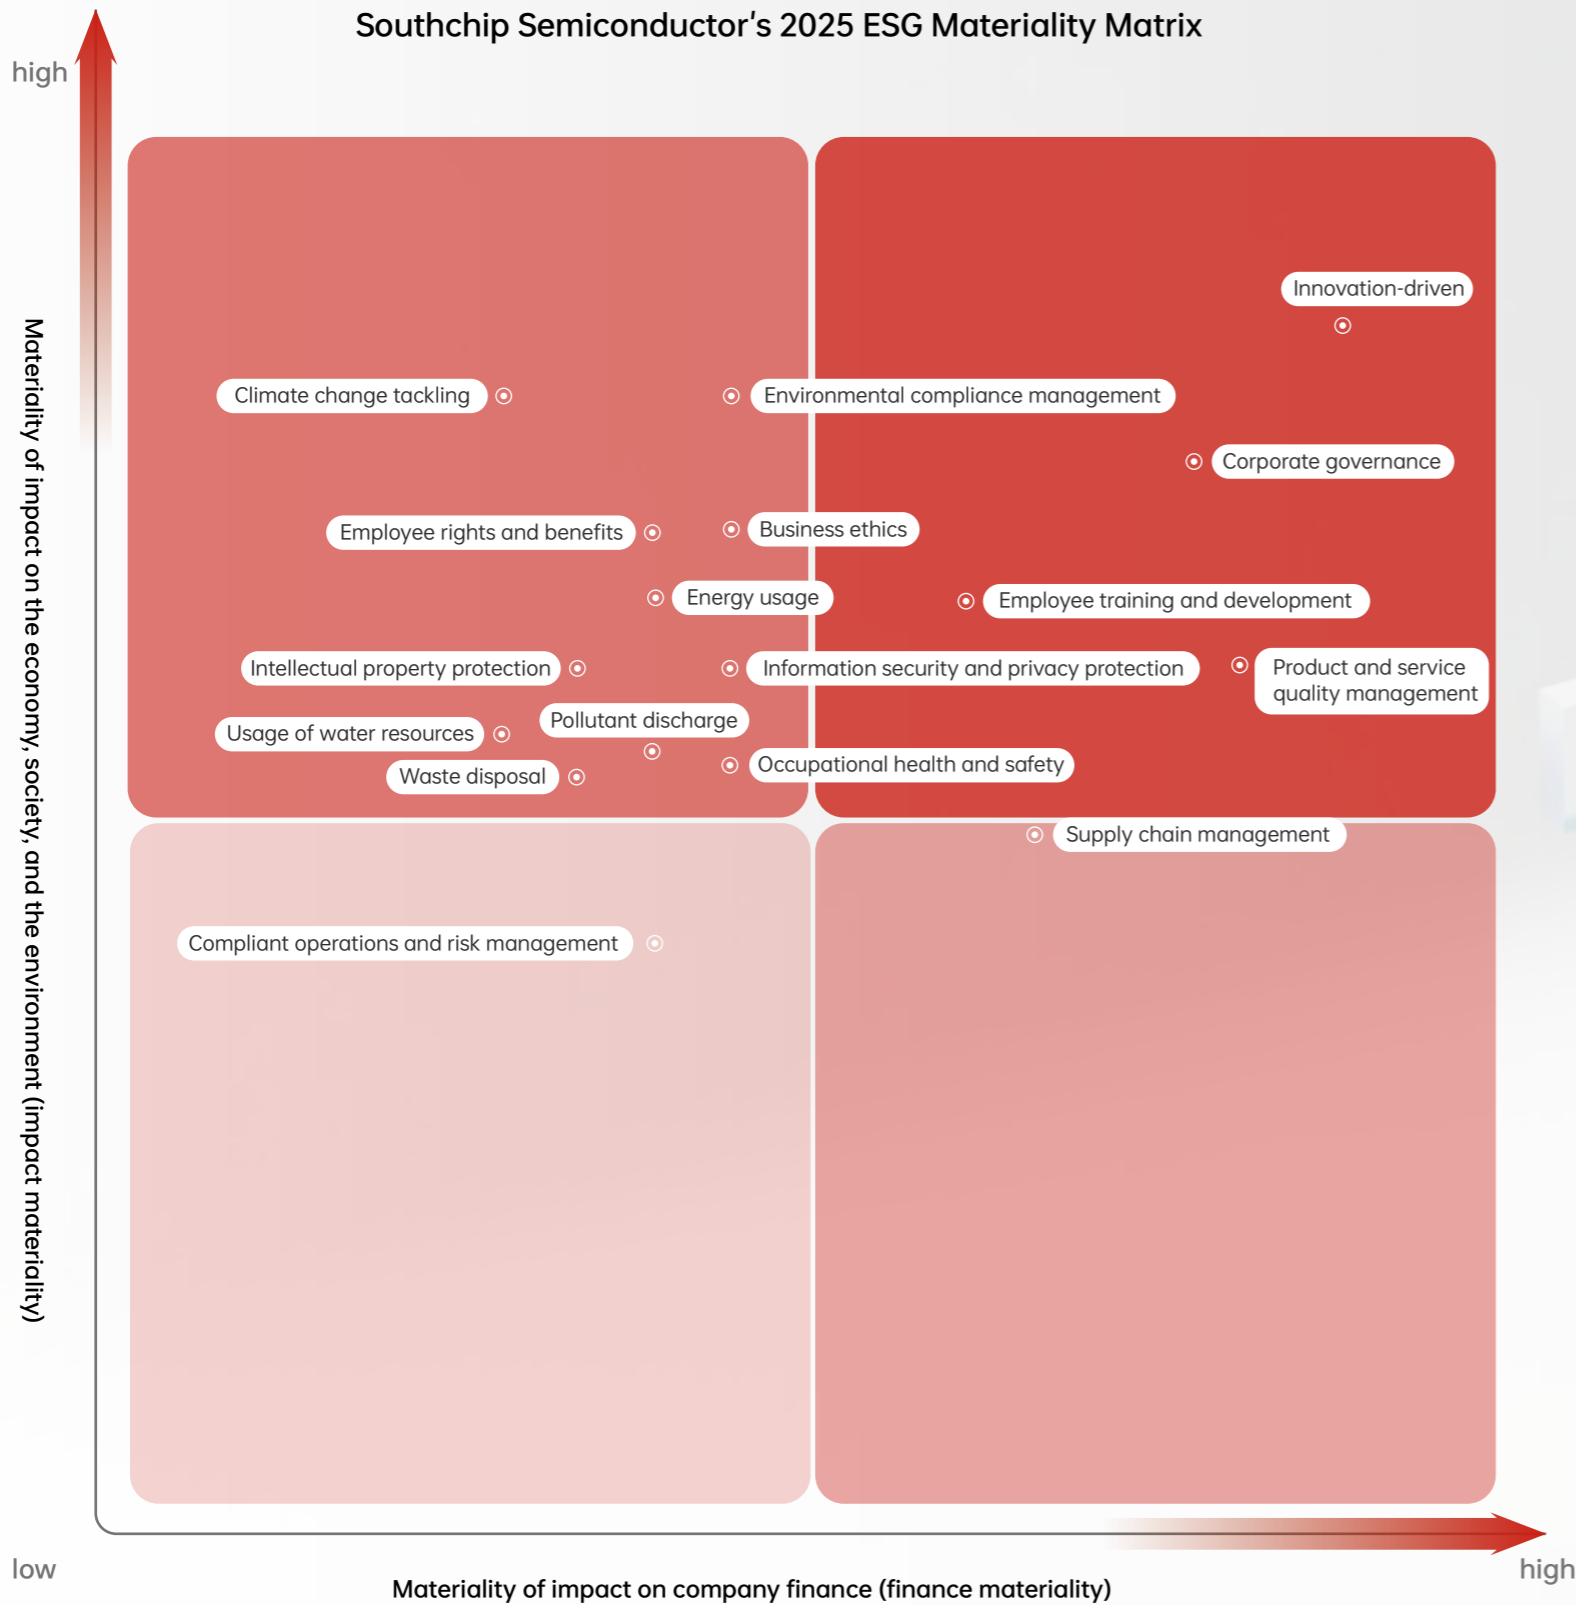 Southchip Semiconductor's 2025 ESG Materiality Matrix
high
Materiality of impact on the economy, society, and the environment (impact materiality)
Innovation-driven
Climate change tackling
Environmental compliance management
Corporate governance
Employee rights and benefits
Business ethics
Energy usage
Employee training and development
Intellectual property protection
Information security and privacy protection
Product and service
quality management
Pollutant discharge
Usage of water resources
Occupational health and safety
Waste disposal
Supply chain management
Compliant operations and risk management
low
high
Materiality of impact on company finance (finance materiality)